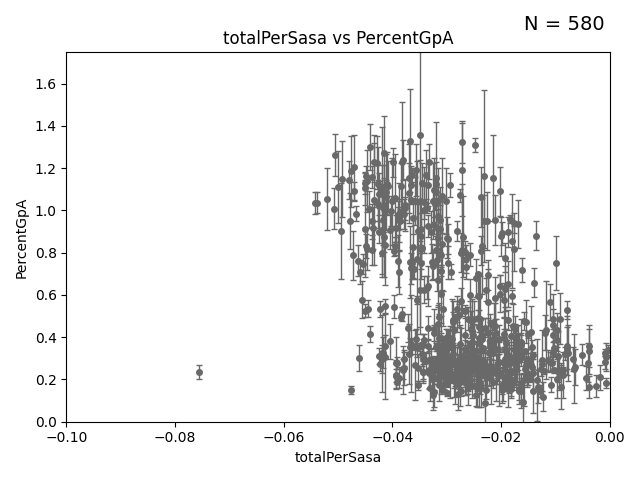 N = 580
totalPerSasa vs PercentGpA
PercentGpA
1.6
1.4
1.2
1.0
0.8
0.6
0.4
0.2
0.0
−0.10 −0.08 −0.06 −0.04 −0.02 0.00
totalPerSasa